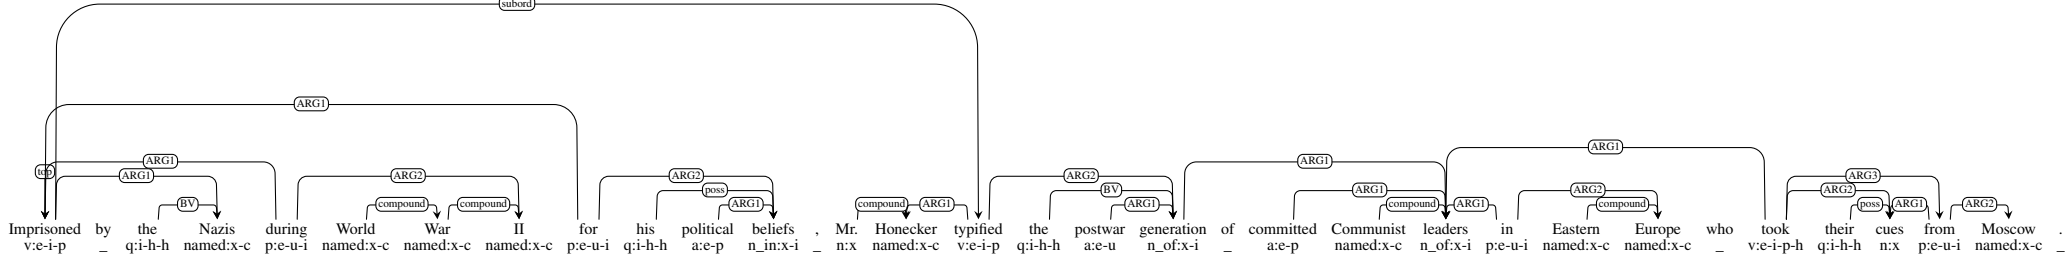 subord
ARG1
ARG1 ARG1
top ARG1 ARG2 ARG2 ARG2 ARG1 ARG2 ARG3
poss BV ARG1 ARG2 ARG2
BV compound compound ARG1 compound ARG1 ARG1 compound ARG1 compound poss ARG1 ARG2
Imprisoned by the Nazis during World War II for his political beliefs , Mr. Honecker typified the postwar generation of committed Communist leaders in Eastern Europe who took their cues from Moscow .
v:e-i-p _ q:i-h-h named:x-c p:e-u-i named:x-c named:x-c named:x-c p:e-u-i q:i-h-h a:e-p n_in:x-i _ n:x named:x-c v:e-i-p q:i-h-h a:e-u n_of:x-i _ a:e-p named:x-c n_of:x-i p:e-u-i named:x-c named:x-c _ v:e-i-p-h q:i-h-h n:x p:e-u-i named:x-c _